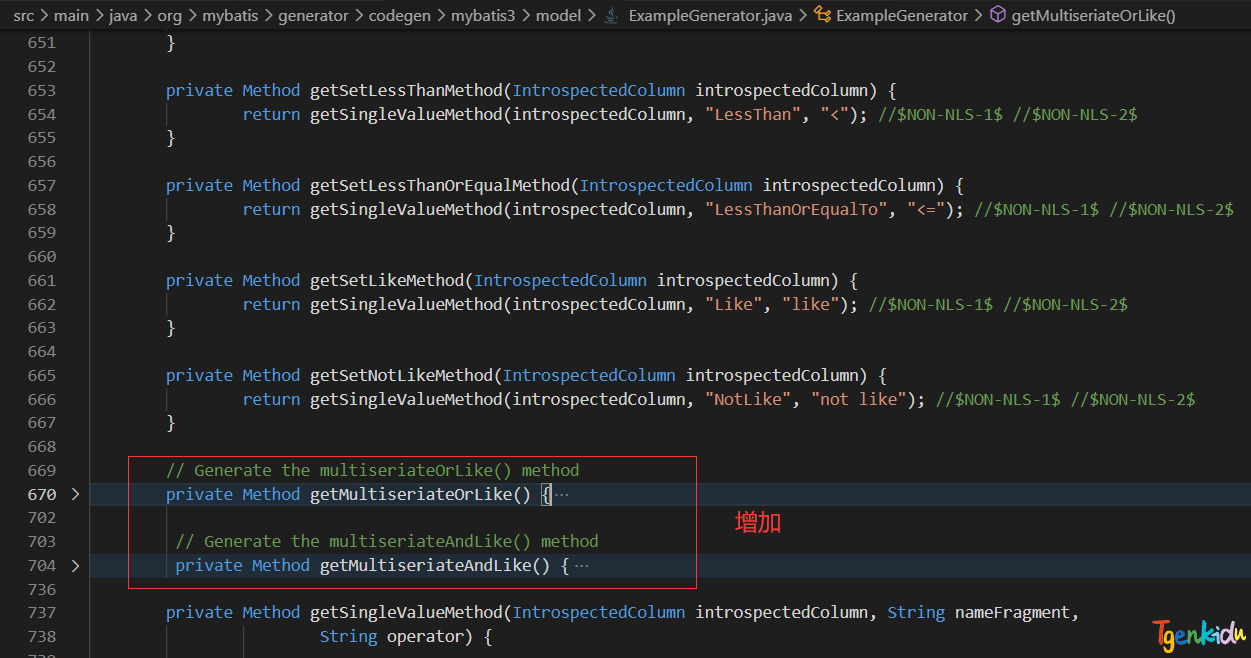 src > main > java > org > mybatis > generator > codegen > mybatis3 > model > ExampleGenerator.java > ExampleGenerator > getMultiseriateOrLike()
651 }
652
653 private Method getSetLessThanMethod(IntrospectedColumn introspectedColumn) {
654 return getSingleValueMethod(introspectedColumn, "LessThan", "<"); //$NON-NLS-1$ //$NON-NLS-2$
655 }
656
657 private Method getSetLessThanOrEqualMethod(IntrospectedColumn introspectedColumn) {
658 return getSingleValueMethod(introspectedColumn, "LessThanOrEqualTo", "<="); //$NON-NLS-1$ //$NON-NLS-2$
659 }
660
661 private Method getSetLikeMethod(IntrospectedColumn introspectedColumn) {
662 return getSingleValueMethod(introspectedColumn, "Like", "like"); //$NON-NLS-1$ //$NON-NLS-2$
663 }
664
665 private Method getSetNotLikeMethod(IntrospectedColumn introspectedColumn) {
666 return getSingleValueMethod(introspectedColumn, "NotLike", "not like"); //$NON-NLS-1$ //$NON-NLS-2$
667 }
668
669 // Generate the multiseriateOrLike() method
670 > private Method getMultiseriateOrLike() {···
702
增加
703 // Generate the multiseriateAndLike() method
704 > private Method getMultiseriateAndLike() {···
736
737 private Method getSingleValueMethod(IntrospectedColumn introspectedColumn, String nameFragment,
738 String operator) {
Tgenkidu